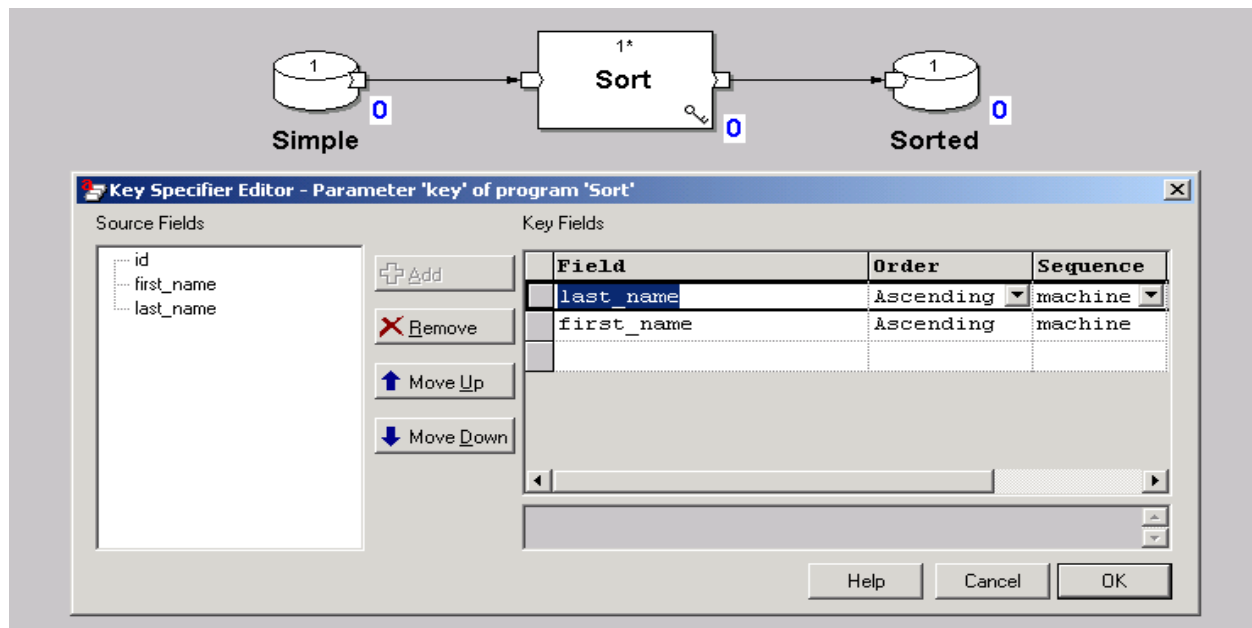 1*
1
Sort
1
0
0
0
Simple
Sorted
Key Specifier Editor - Parameter 'key' of program 'Sort'
Source Fields
Key Fields
id
first_name
last_name
Add
Remove
Move Up
Move Down
Field Order Sequence
last_name Ascending machine
first_name Ascending machine
Help Cancel OK